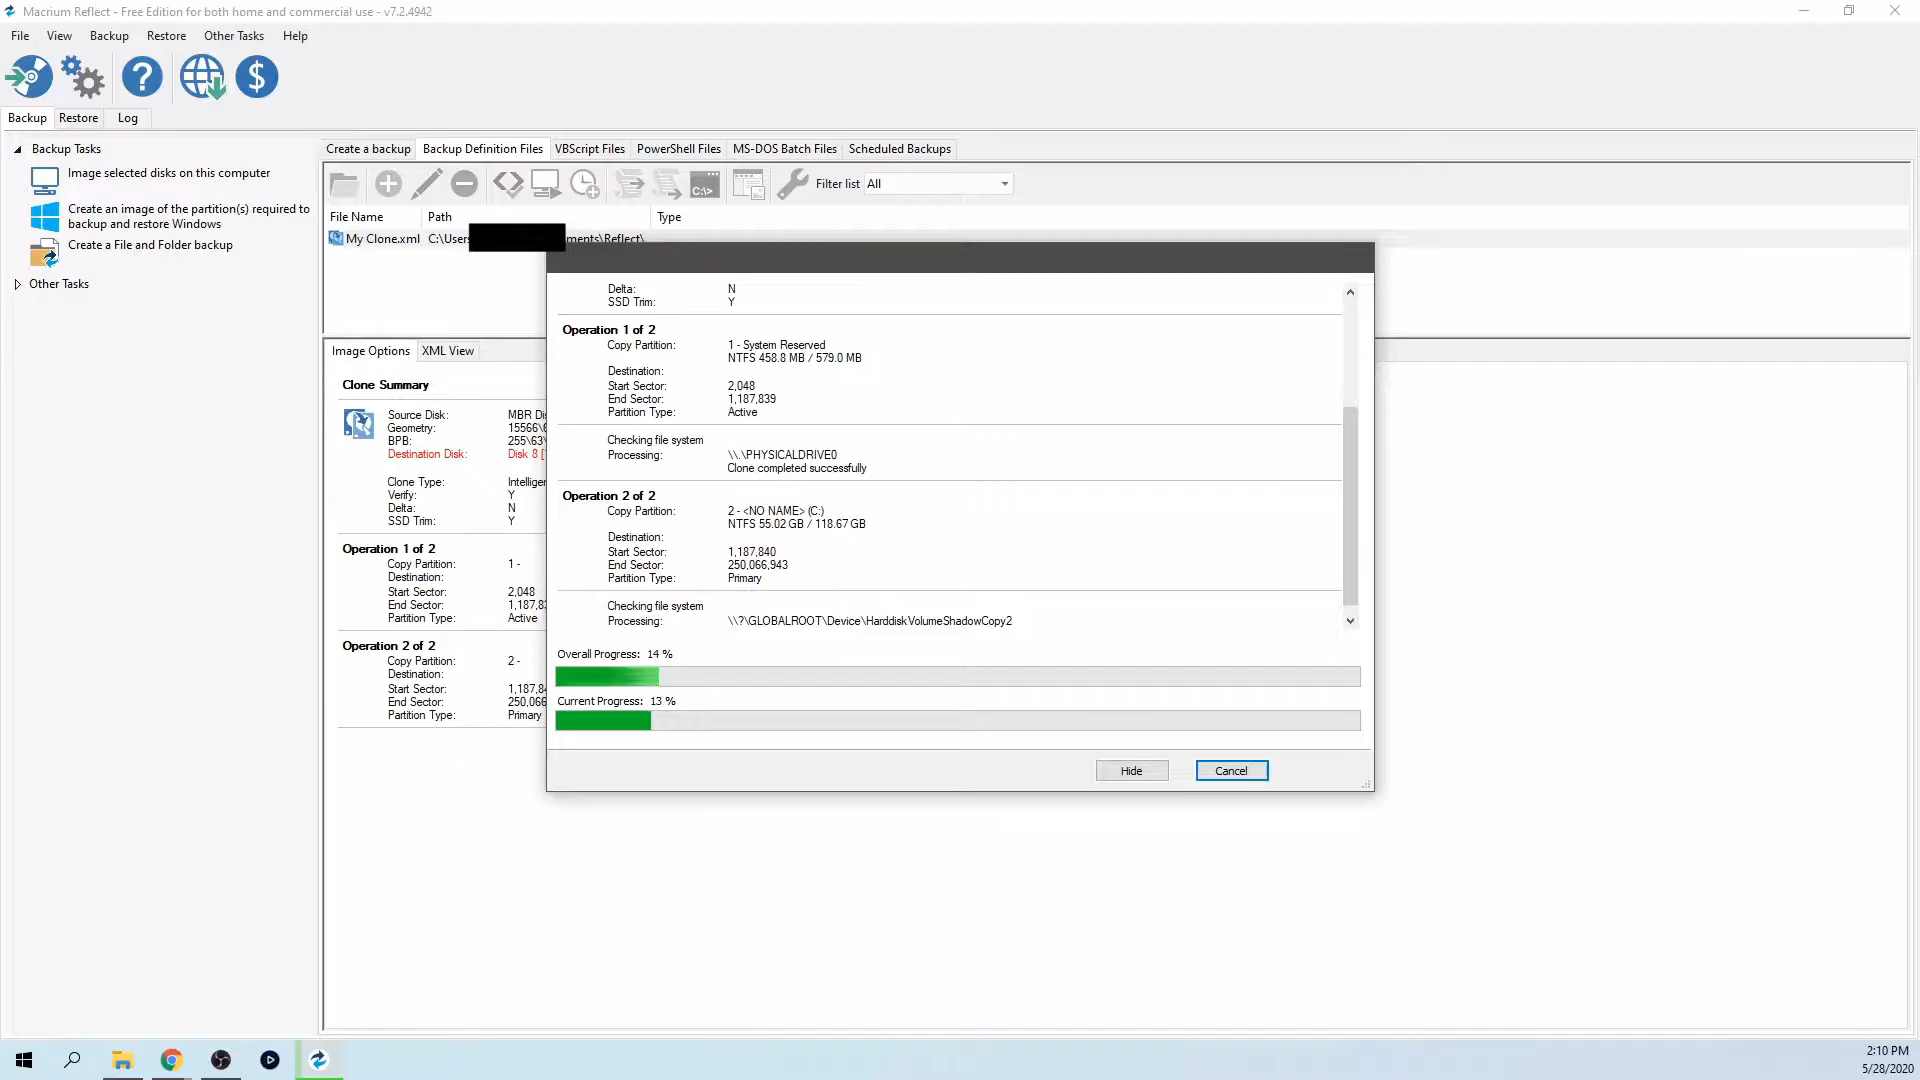 Macrium Reflect - Free Edition for both home and commercial use - v7.2.4942
File View Backup Restore Other Tasks Help
Backup Restore Log
Backup Tasks
Image selected disks on this computer
Create an image of the partition(s) required to
backup and restore Windows
Create a File and Folder backup
Other Tasks
Create a backup Backup Definition Files VBScript Files PowerShell Files MS-DOS Batch Files Scheduled Backups
C:\> Filter list All
File Name Path Type
My Clone.xml C:\Users ments\Reflect\
Image Options XML View
Clone Summary
Source Disk: MBR Di
Geometry: 15566\
BPB: 255\63\
Destination Disk: Disk 8 [
Clone Type: Intelliger
Verify: Y
Delta: N
SSD Trim: Y
Operation 1 of 2
Copy Partition: 1 -
Destination:
Start Sector: 2,048
End Sector: 1,187,83
Partition Type: Active
Operation 2 of 2
Copy Partition: 2 -
Destination:
Start Sector: 1,187,84
End Sector: 250,066
Partition Type: Primary
Delta: N
SSD Trim: Y
Operation 1 of 2
Copy Partition: 1 - System Reserved
NTFS 458.8 MB / 579.0 MB
Destination:
Start Sector: 2,048
End Sector: 1,187,839
Partition Type: Active
Checking file system
Processing: \\.\PHYSICALDRIVE0
Clone completed successfully
Operation 2 of 2
Copy Partition: 2 - <NO NAME> (C:)
NTFS 55.02 GB / 118.67 GB
Destination:
Start Sector: 1,187,840
End Sector: 250,066,943
Partition Type: Primary
Checking file system
Processing: \\?\GLOBALROOT\Device\HarddiskVolumeShadowCopy2
Overall Progress: 14 %
Current Progress: 13 %
Hide Cancel
2:10 PM
5/28/2020